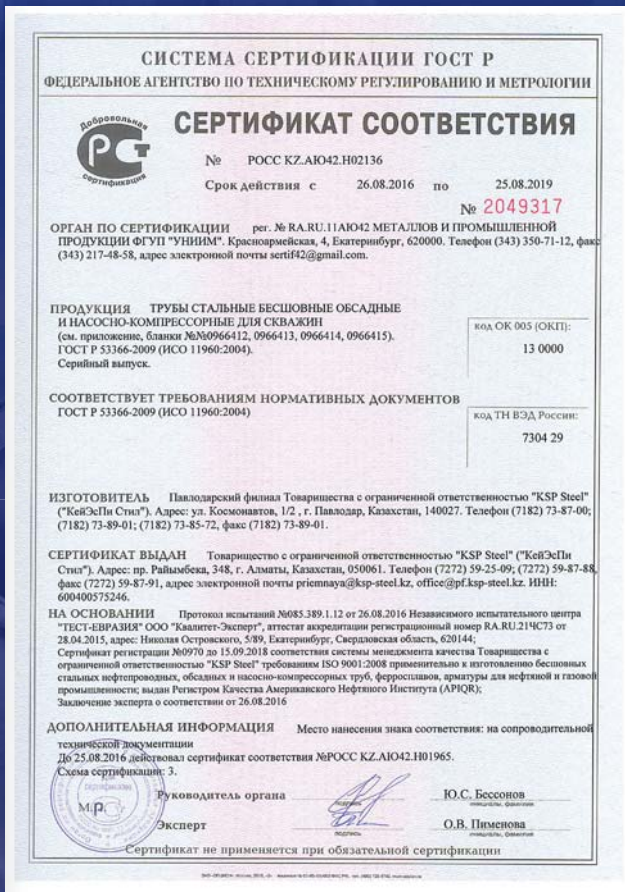 СИСТЕМА СЕРТИФИКАЦИИ ГОСТ Р
ФЕДЕРАЛЬНОЕ АГЕНТСТВО ПО ТЕХНИЧЕСКОМУ РЕГУЛИРОВАНИЮ И МЕТРОЛОГИИ
Добровольная
сертификация
СЕРТИФИКАТ СООТВЕТСТВИЯ
№ РОСС KZ.АЮ42.Н02136
Срок действия с 26.08.2016 по 25.08.2019
№ 2049317
ОРГАН ПО СЕРТИФИКАЦИИ рег. № RA.RU.11АЮ42 МЕТАЛЛОВ И ПРОМЫШЛЕННОЙ
ПРОДУКЦИИ ФГУП "УНИИМ". Красноармейская, 4, Екатеринбург, 620000. Телефон (343) 350-71-12, факс
(343) 217-48-58, адрес электронной почты sertif42@gmail.com.
ПРОДУКЦИЯ ТРУБЫ СТАЛЬНЫЕ БЕСШОВНЫЕ ОБСАДНЫЕ
И НАСОСНО-КОМПРЕССОРНЫЕ ДЛЯ СКВАЖИН
(см. приложение, бланки №№0966412, 0966413, 0966414, 0966415).
ГОСТ Р 53366-2009 (ИСО 11960:2004).
Серийный выпуск.
код ОК 005 (ОКП):
13 0000
СООТВЕТСТВУЕТ ТРЕБОВАНИЯМ НОРМАТИВНЫХ ДОКУМЕНТОВ
ГОСТ Р 53366-2009 (ИСО 11960:2004)
код ТН ВЭД России:
7304 29
ИЗГОТОВИТЕЛЬ Павлодарский филиал Товарищества с ограниченной ответственностью "KSP Steel"
("КейЭсПи Стил"). Адрес: ул. Космонавтов, 1/2 , г. Павлодар, Казахстан, 140027. Телефон (7182) 73-87-00;
(7182) 73-89-01; (7182) 73-85-72, факс (7182) 73-89-01.
СЕРТИФИКАТ ВЫДАН Товарищество с ограниченной ответственностью "KSP Steel" ("КейЭсПи
Стил"). Адрес: пр. Райымбека, 348, г. Алматы, Казахстан, 050061. Телефон (7272) 59-25-09; (7272) 59-87-88,
факс (7272) 59-87-91, адрес электронной почты priemnaya@ksp-steel.kz, office@pf.ksp-steel.kz. ИНН:
600400575246.
НА ОСНОВАНИИ Протокол испытаний №085.389.1.12 от 26.08.2016 Независимого испытательного центра
"ТЕСТ-ЕВРАЗИЯ" ООО "Квалитет-Эксперт", аттестат аккредитации регистрационный номер RA.RU.21ЧС73 от
28.04.2015, адрес: Николая Островского, 5/89, Екатеринбург, Свердловская область, 620144;
Сертификат регистрации №0970 до 15.09.2018 соответствия системы менеджмента качества Товарищества с
ограниченной ответственностью "KSP Steel" требованиям ISO 9001:2008 применительно к изготовлению бесшовных
стальных нефтепроводных, обсадных и насосно-компрессорных труб, ферросплавов, арматуры для нефтяной и газовой
промышленности; выдан Регистром Качества Американского Нефтяного Института (APIQR);
Заключение эксперта о соответствии от 26.08.2016
ДОПОЛНИТЕЛЬНАЯ ИНФОРМАЦИЯ Место нанесения знака соответствия: на сопроводительной
технической документации
До 25.08.2016 действовал сертификат соответствия №РОСС KZ.АЮ42.Н01965.
Схема сертификации: 3.
М.П.
Руководитель органа
подпись
Ю.С. Бессонов
инициалы, фамилия
Эксперт
подпись
О.В. Пименова
инициалы, фамилия
Сертификат не применяется при обязательной сертификации